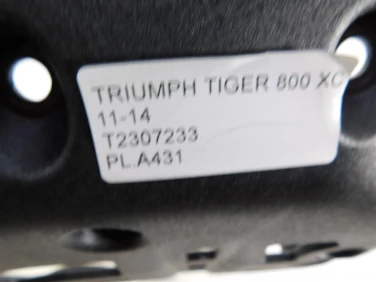 TRIUMPH TIGER 800 XC
11-14
T2307233
PL.A431